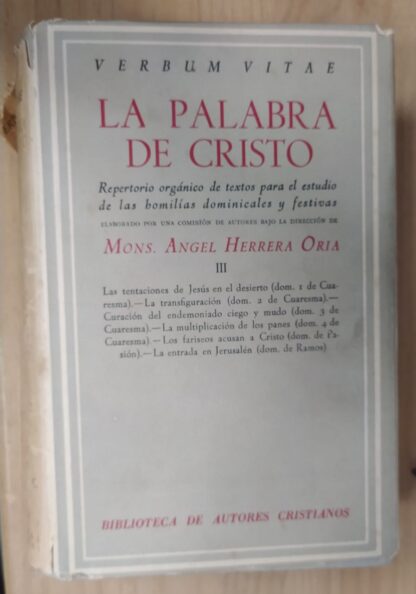 VERBUM VITAE
LA PALABRA
DE CRISTO
Repertorio orgánico de textos para el estudio
de las homilías dominicales y festivas
ELABORADO POR UNA COMISIÓN DE AUTORES BAJO LA DIRECCIÓN DE
MONS. ANGEL HERRERA ORIA
III
Las tentaciones de Jesús en el desierto (dom. 1 de Cua-
resma).—La transfiguración (dom. 2 de Cuaresma).—
Curación del endemoniado ciego y mudo (dom. 3 de
Cuaresma).—La multiplicación de los panes (dom. 4 de
Cuaresma).—Los fariseos acusan a Cristo (dom. de Pa-
sión).—La entrada en Jerusalén (dom. de Ramos)
BIBLIOTECA DE AUTORES CRISTIANOS